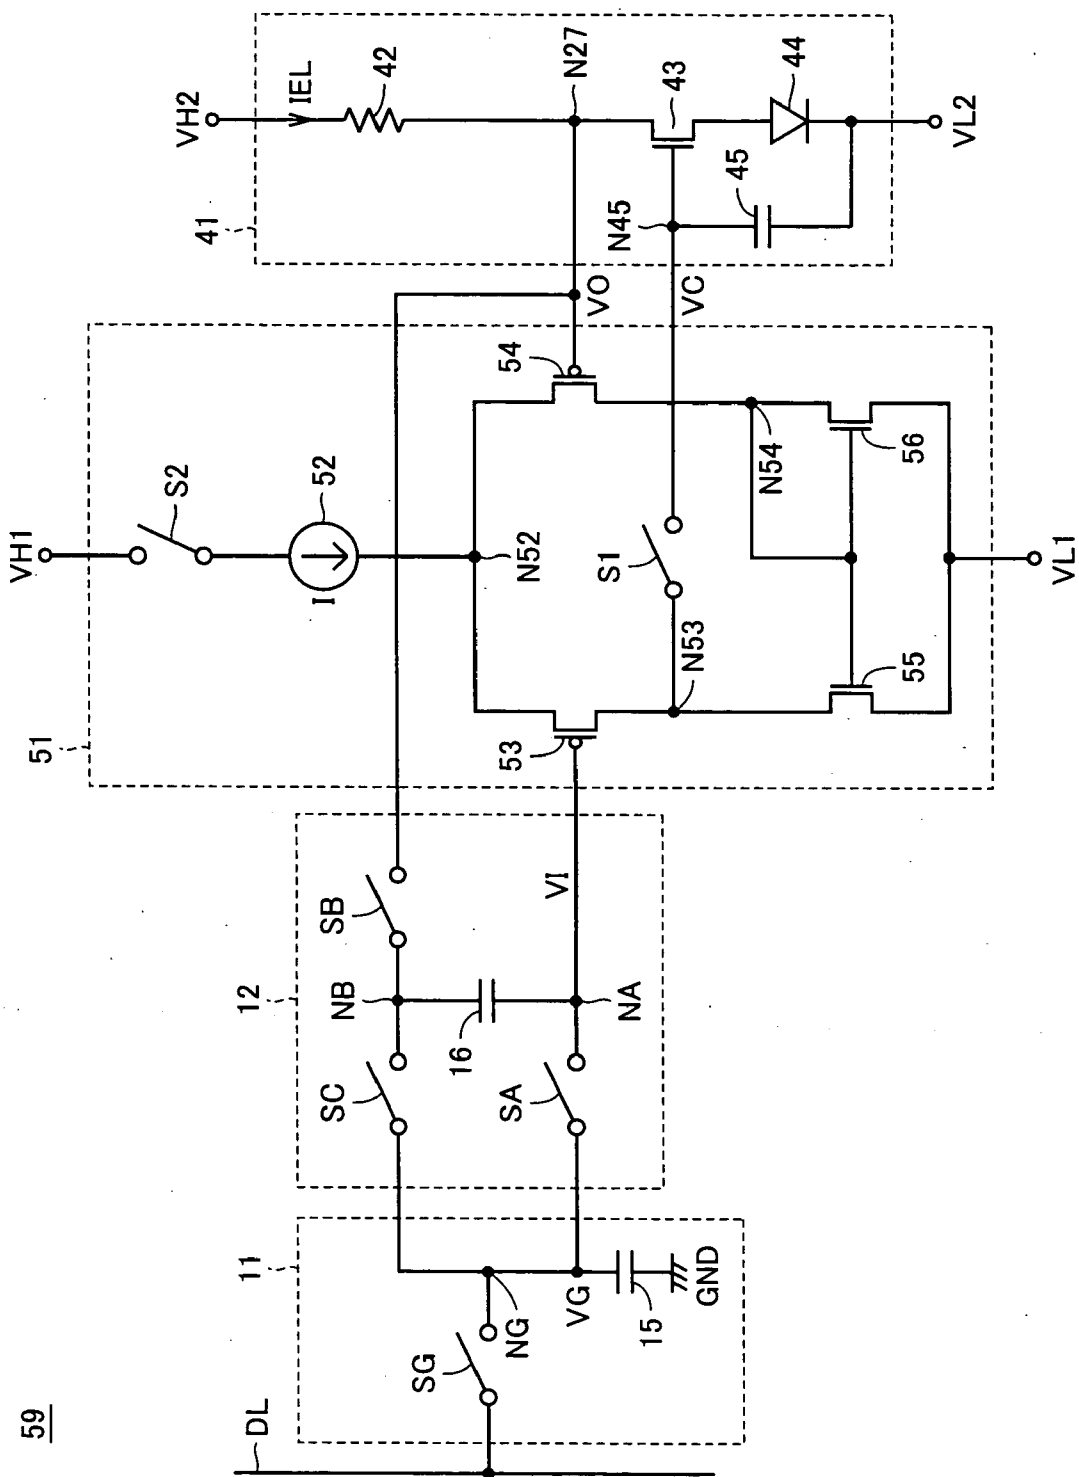 59
DL
SG
11
NG
VG
15
GND
12
SC
SA
NB
16
NA
SB
VI
51
VH1
S2
52
I
N52
53
54
S1
N53
N54
55
56
VL1
VO
VC
41
VH2
IEL
42
N27
43
44
N45
45
VL2